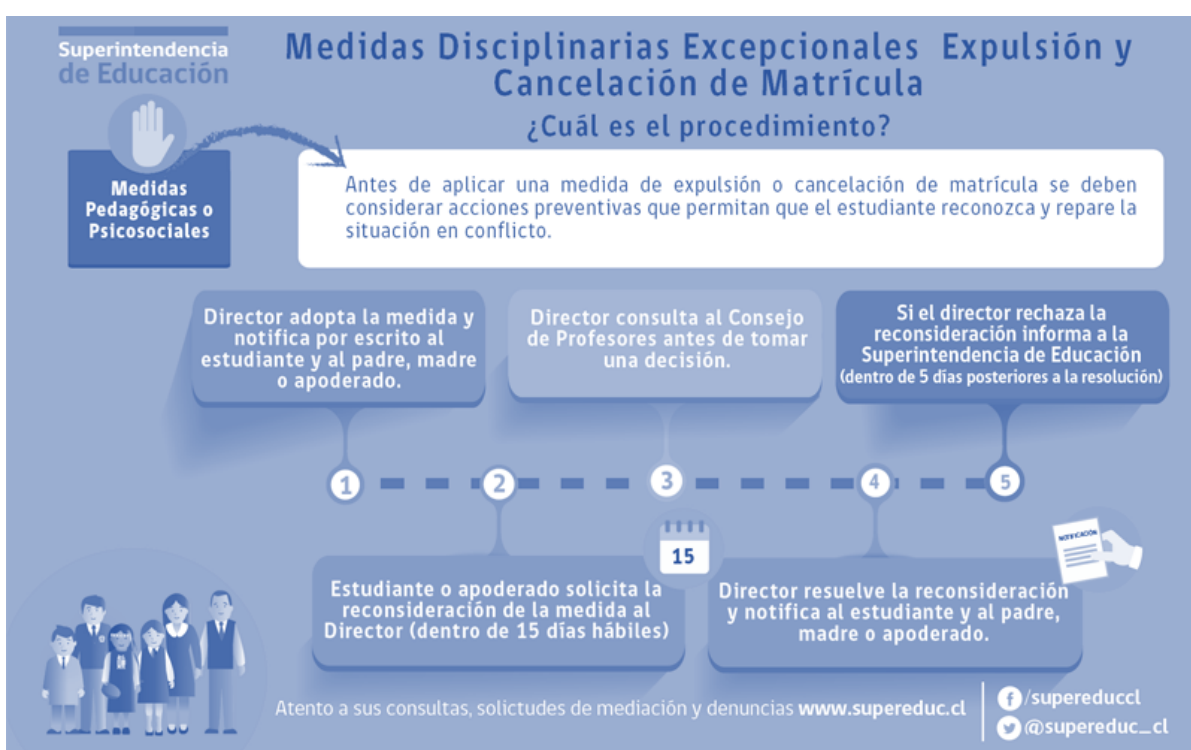 Superintendencia
de Educación
Medidas Disciplinarias Excepcionales Expulsión y
Cancelación de Matrícula
¿Cuál es el procedimiento?
Medidas
Pedagógicas o
Psicosociales
Antes de aplicar una medida de expulsión o cancelación de matrícula se deben
considerar acciones preventivas que permitan que el estudiante reconozca y repare la
situación en conflicto.
Director adopta la medida y
notifica por escrito al
estudiante y al padre, madre
o apoderado.
Director consulta al Consejo
de Profesores antes de tomar
una decisión.
Si el director rechaza la
reconsideración informa a la
Superintendencia de Educación
(dentro de 5 días posteriores a la resolución)
1
2
3
4
5
15
NOTIFICACIÓN
Estudiante o apoderado solicita la
reconsideración de la medida al
Director (dentro de 15 días hábiles)
Director resuelve la reconsideración
y notifica al estudiante y al padre,
madre o apoderado.
Atento a sus consultas, solictudes de mediación y denuncias www.supereduc.cl
/supereduccl
@supereduc_cl